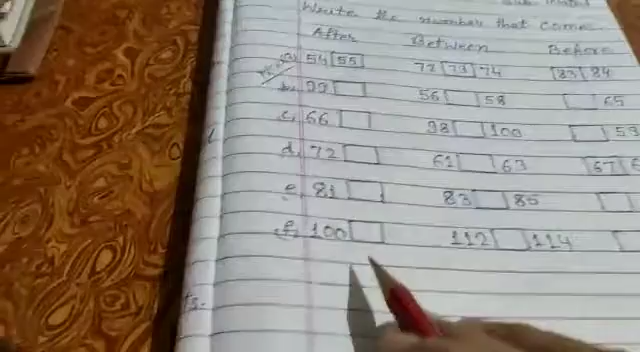 Write the number that comes
After Between Before
a, 54 55 72 73 74 83 84
b, 99 56 58 65
c, 66 98 100 59
d, 72 61 63 67
e, 81 83 85
f, 100 112 114